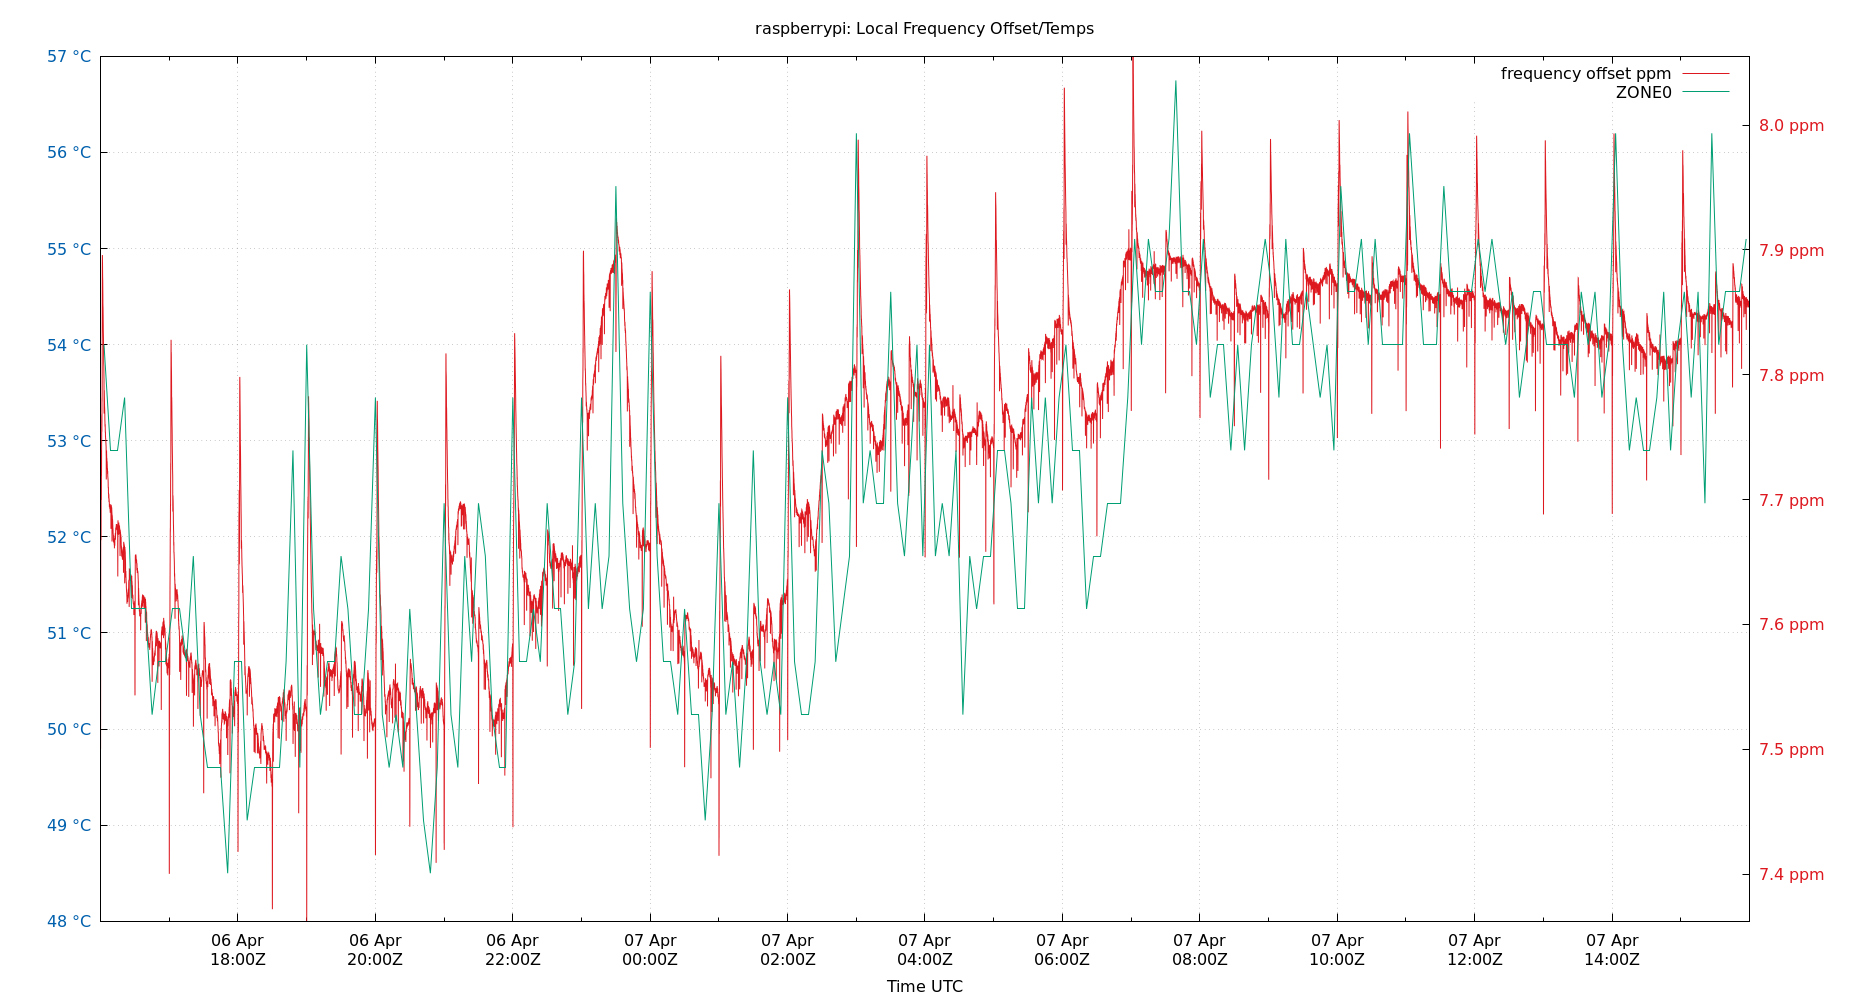 raspberrypi: Local Frequency Offset/Temps
frequency offset ppm
ZONE0
57 °C
56 °C
55 °C
54 °C
53 °C
52 °C
51 °C
50 °C
49 °C
48 °C
8.0 ppm
7.9 ppm
7.8 ppm
7.7 ppm
7.6 ppm
7.5 ppm
7.4 ppm
06 Apr
18:00Z
06 Apr
20:00Z
06 Apr
22:00Z
07 Apr
00:00Z
07 Apr
02:00Z
07 Apr
04:00Z
07 Apr
06:00Z
07 Apr
08:00Z
07 Apr
10:00Z
07 Apr
12:00Z
07 Apr
14:00Z
Time UTC